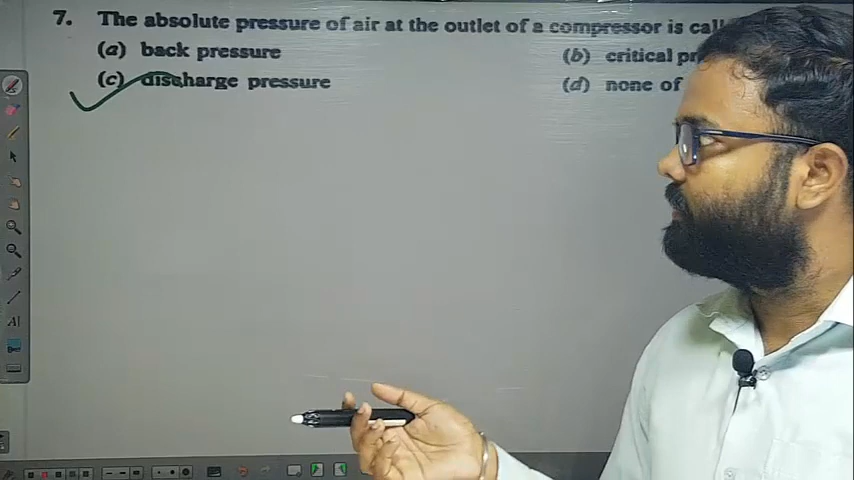 7. The absolute pressure of air at the outlet of a compressor is
(a) back pressure (b) critical
(c) discharge pressure (d) none of